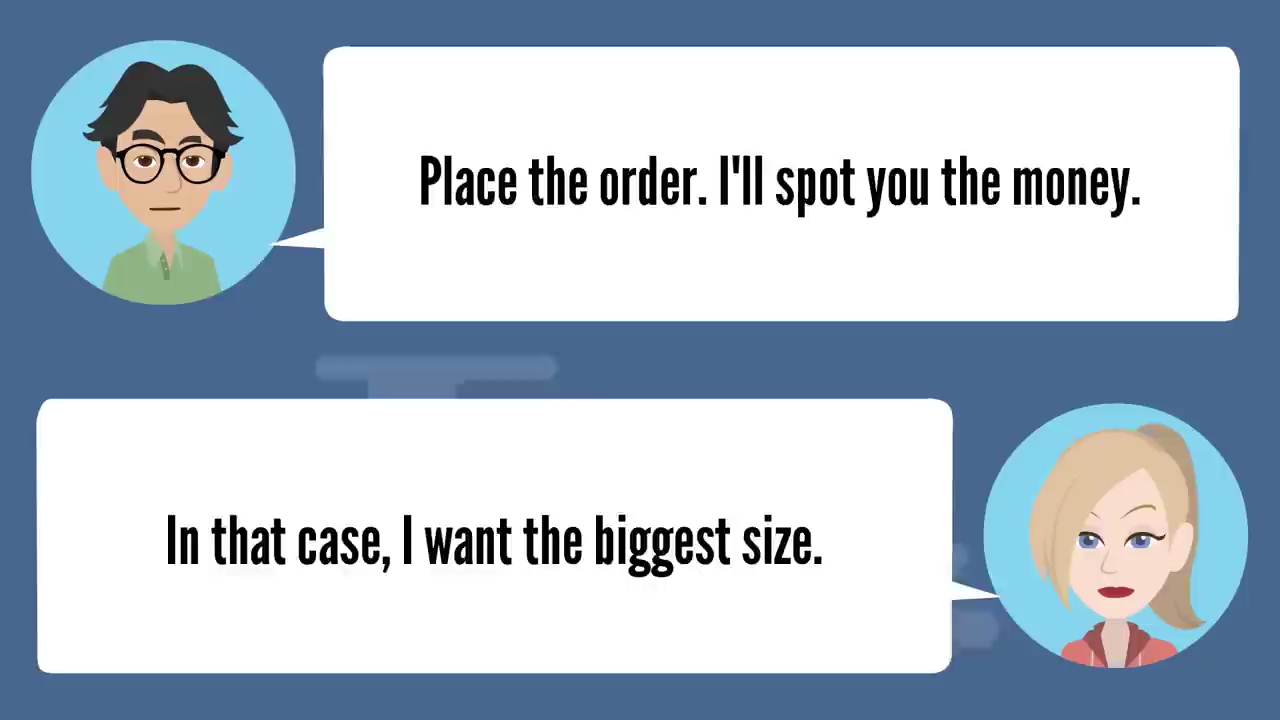 Place the order. I'll spot you the money.
In that case, I want the biggest size.